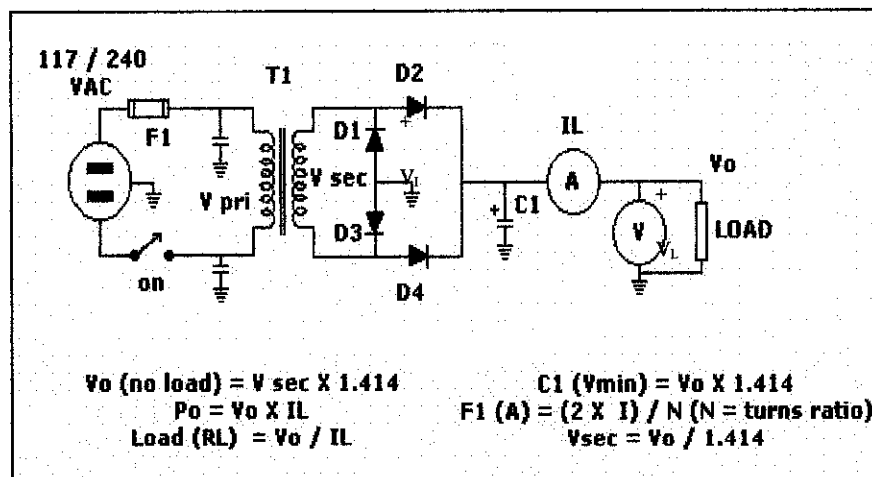 117 / 240
VAC
F1
T1
D2
D1
V sec
V pri
D3
D4
on
VI
C1
IL
A
Vo
V
VL
LOAD
Vo (no load) = V sec X 1.414
Po = Vo X IL
Load (RL) = Vo / IL
C1 (Vmin) = Vo X 1.414
F1 (A) = (2 X I) / N (N = turns ratio)
Vsec = Vo / 1.414